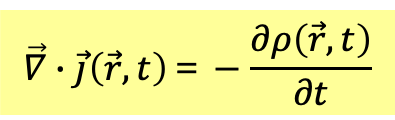 ∇⃗ · j⃗(r⃗, t) = − ∂ρ(r⃗, t) / ∂t